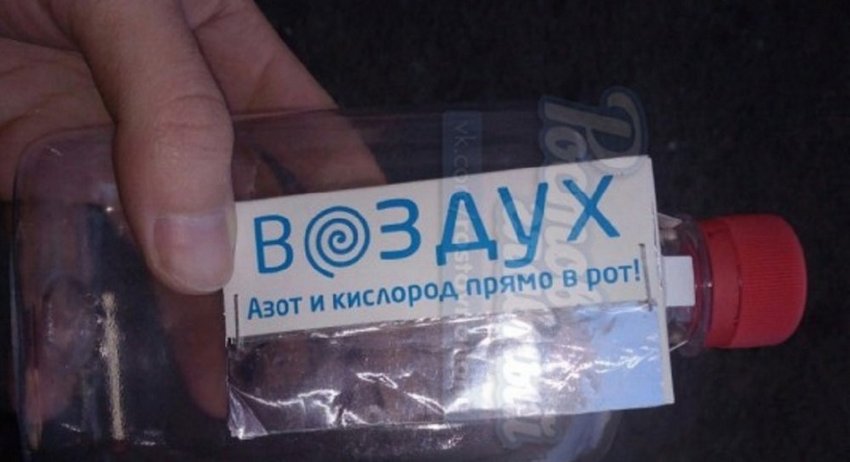 ВОЗДУХ
Азот и кислород прямо в рот!